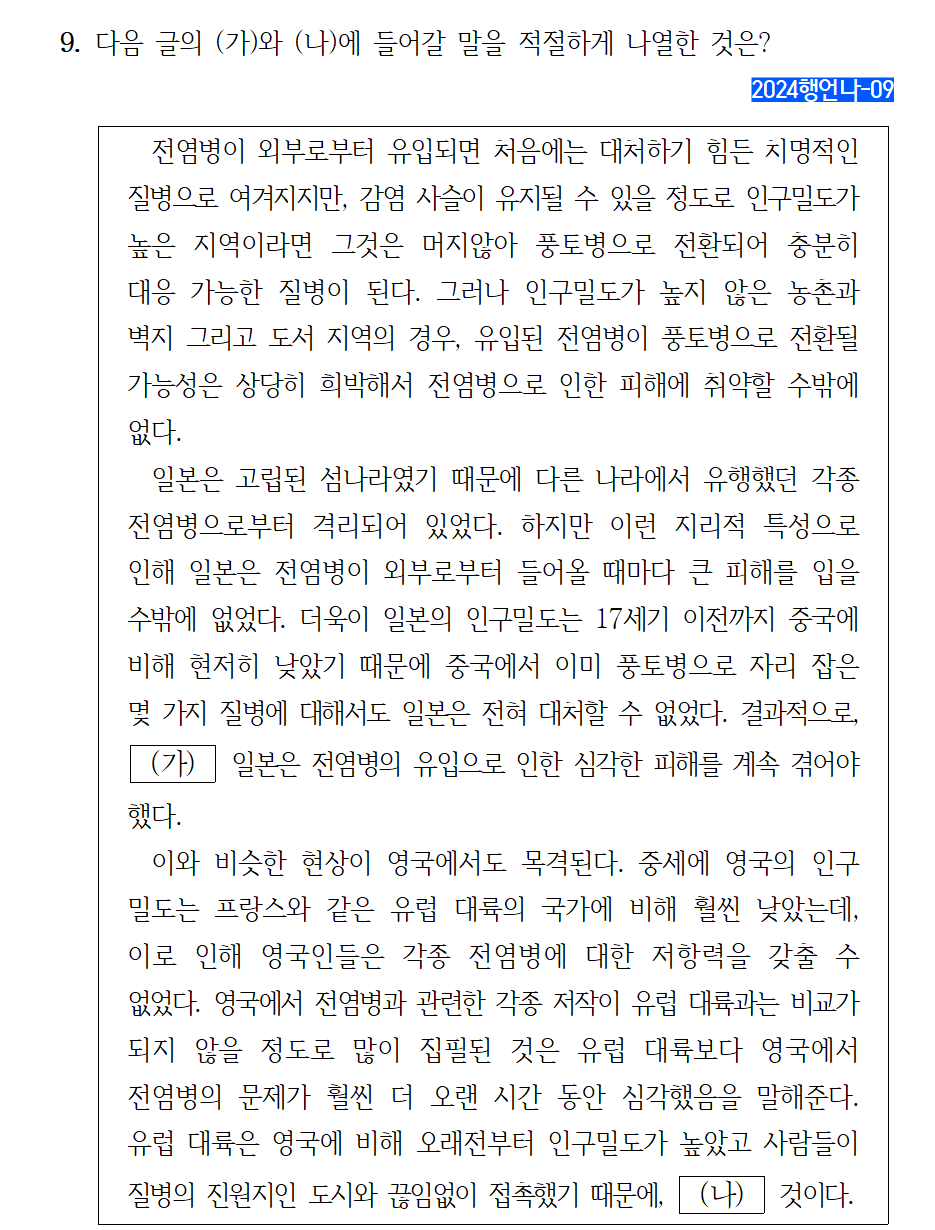 9. 다음 글의 (가)와 (나)에 들어갈 말을 적절하게 나열한 것은?
2024행언나-09
전염병이 외부로부터 유입되면 처음에는 대처하기 힘든 치명적인
질병으로 여겨지지만, 감염 사슬이 유지될 수 있을 정도로 인구밀도가
높은 지역이라면 그것은 머지않아 풍토병으로 전환되어 충분히
대응 가능한 질병이 된다. 그러나 인구밀도가 높지 않은 농촌과
벽지 그리고 도서 지역의 경우, 유입된 전염병이 풍토병으로 전환될
가능성은 상당히 희박해서 전염병으로 인한 피해에 취약할 수밖에
없다.
일본은 고립된 섬나라였기 때문에 다른 나라에서 유행했던 각종
전염병으로부터 격리되어 있었다. 하지만 이런 지리적 특성으로
인해 일본은 전염병이 외부로부터 들어올 때마다 큰 피해를 입을
수밖에 없었다. 더욱이 일본의 인구밀도는 17세기 이전까지 중국에
비해 현저히 낮았기 때문에 중국에서 이미 풍토병으로 자리 잡은
몇 가지 질병에 대해서도 일본은 전혀 대처할 수 없었다. 결과적으로,
(가) 일본은 전염병의 유입으로 인한 심각한 피해를 계속 겪어야
했다.
이와 비슷한 현상이 영국에서도 목격된다. 중세에 영국의 인구
밀도는 프랑스와 같은 유럽 대륙의 국가에 비해 훨씬 낮았는데,
이로 인해 영국인들은 각종 전염병에 대한 저항력을 갖출 수
없었다. 영국에서 전염병과 관련한 각종 저작이 유럽 대륙과는 비교가
되지 않을 정도로 많이 집필된 것은 유럽 대륙보다 영국에서
전염병의 문제가 훨씬 더 오랜 시간 동안 심각했음을 말해준다.
유럽 대륙은 영국에 비해 오래전부터 인구밀도가 높았고 사람들이
질병의 진원지인 도시와 끊임없이 접촉했기 때문에, (나) 것이다.